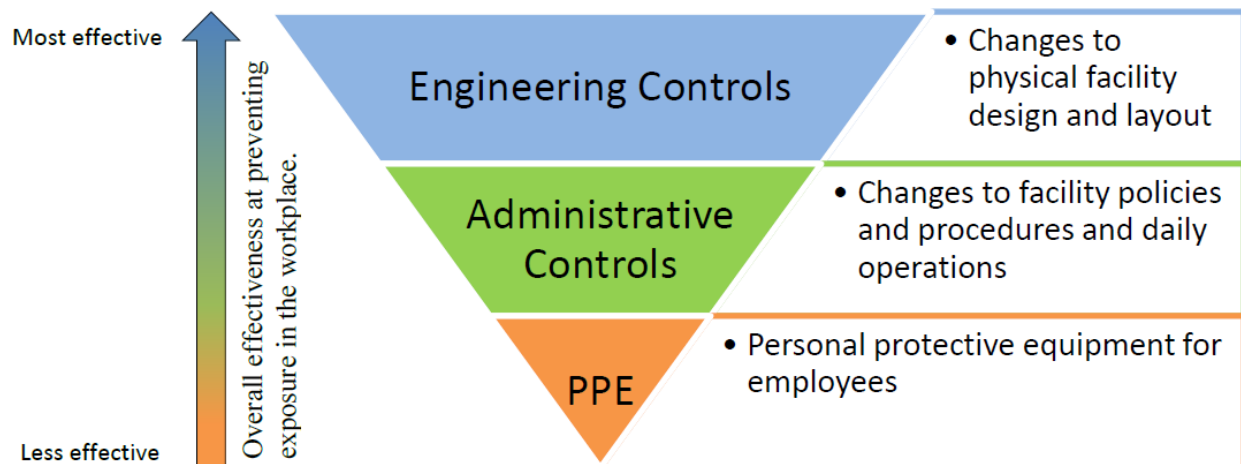 Most effective
Overall effectiveness at preventing
exposure in the workplace.
Less effective
Engineering Controls
• Changes to
physical facility
design and layout
Administrative
Controls
• Changes to facility policies
and procedures and daily
operations
PPE
• Personal protective equipment for
employees